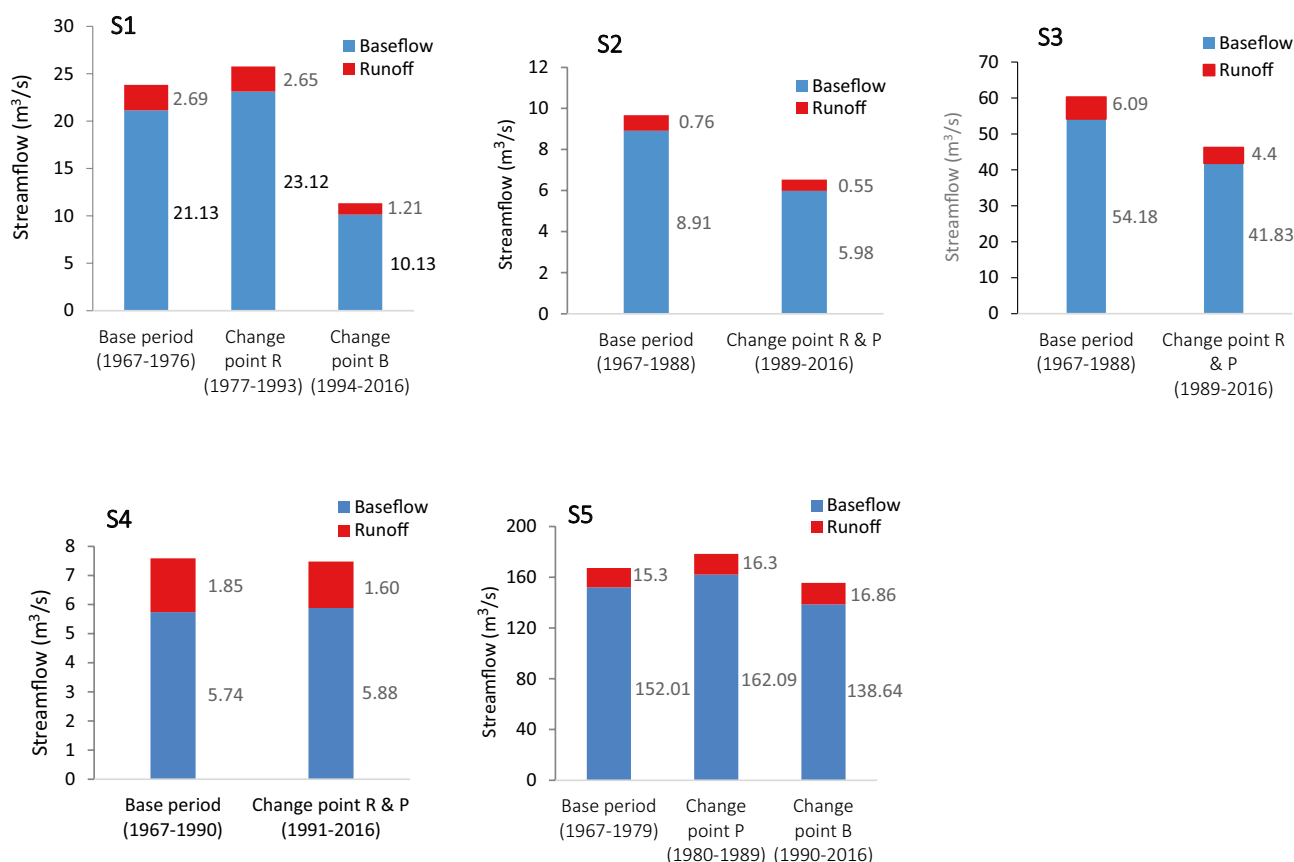 S1
Baseflow
Runoff
Streamflow (m³/s)
30
25
20
15
10
5
0
2.69
21.13
2.65
23.12
1.21
10.13
Base period
(1967-1976)
Change
point R
(1977-1993)
Change
point B
(1994-2016)
S2
Baseflow
Runoff
Streamflow (m³/s)
12
10
8
6
4
2
0
0.76
8.91
0.55
5.98
Base period
(1967-1988)
Change point R & P
(1989-2016)
S3
Baseflow
Runoff
Streamflow (m³/s)
70
60
50
40
30
20
10
0
6.09
54.18
4.4
41.83
Base period
(1967-1988)
Change point R
& P
(1989-2016)
S4
Baseflow
Runoff
Streamflow (m³/s)
8
7
6
5
4
3
2
1
0
1.85
5.74
1.60
5.88
Base period
(1967-1990)
Change point R & P
(1991-2016)
S5
Baseflow
Runoff
Streamflow (m³/s)
200
160
120
80
40
0
15.3
152.01
16.3
162.09
16.86
138.64
Base period
(1967-1979)
Change
point P
(1980-1989)
Change
point B
(1990-2016)